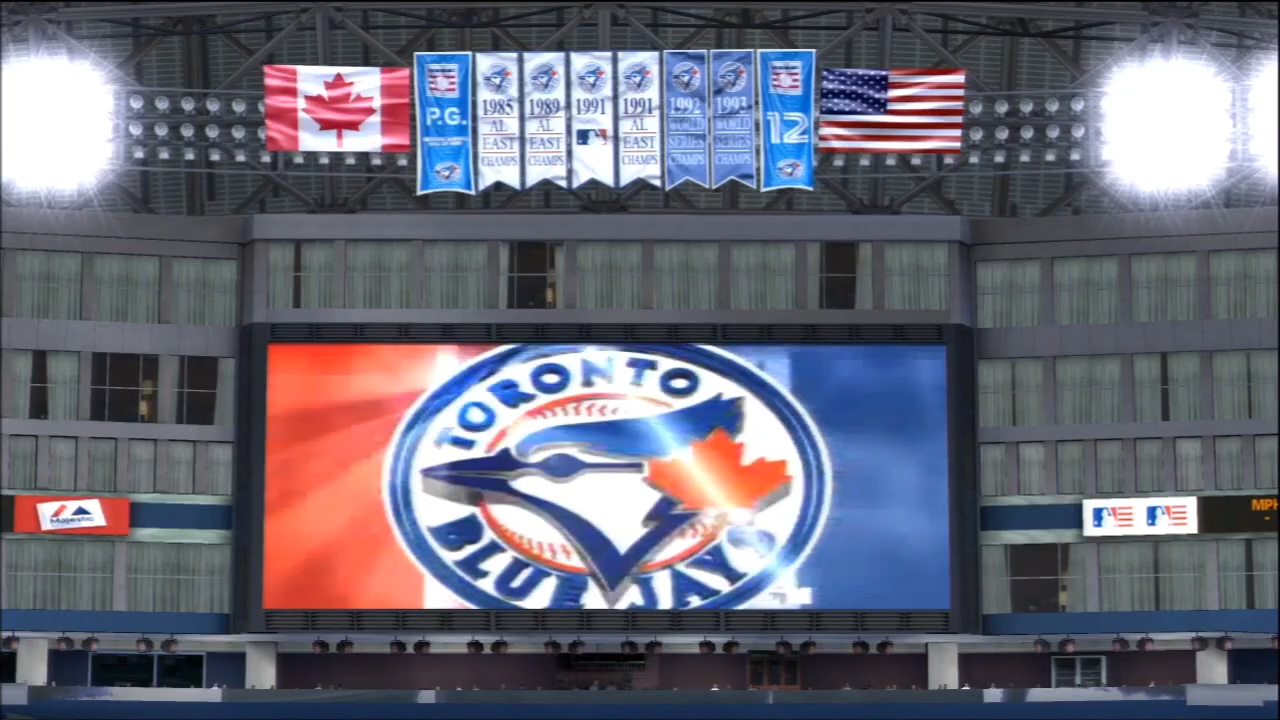 P.G.
1985
AL
EAST
CHAMPS
1989
AL
EAST
CHAMPS
1991
1991
AL
EAST
CHAMPS
1992
WORLD
SERIES
CHAMPS
1993
WORLD
SERIES
CHAMPS
12
TORONTO
BLUE JAY
Majestic
MPH